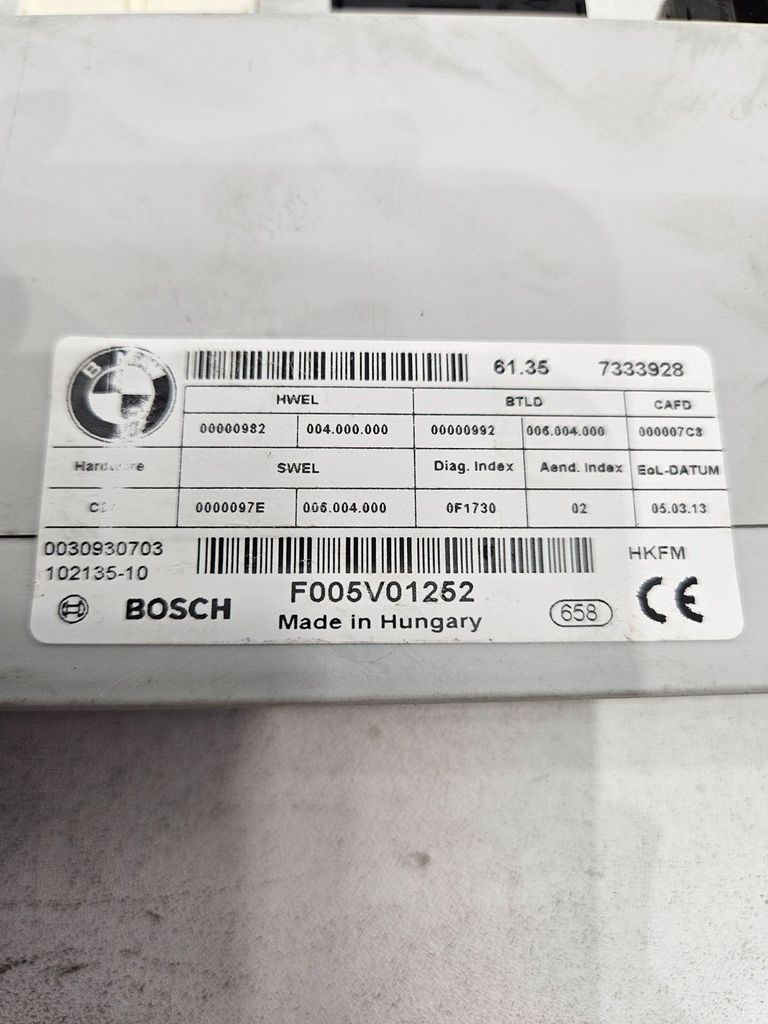 61.35 7333928
HWEL BTLD CAFD
00000982 004.000.000 00000992 006.004.000 000007C8
SWEL Diag. Index Aend. Index EoL-DATUM
0000097E 006.004.000 0F1730 02 05.03.13
0030930703 HKFM
102135-10
F005V01252
BOSCH Made in Hungary 658 CE